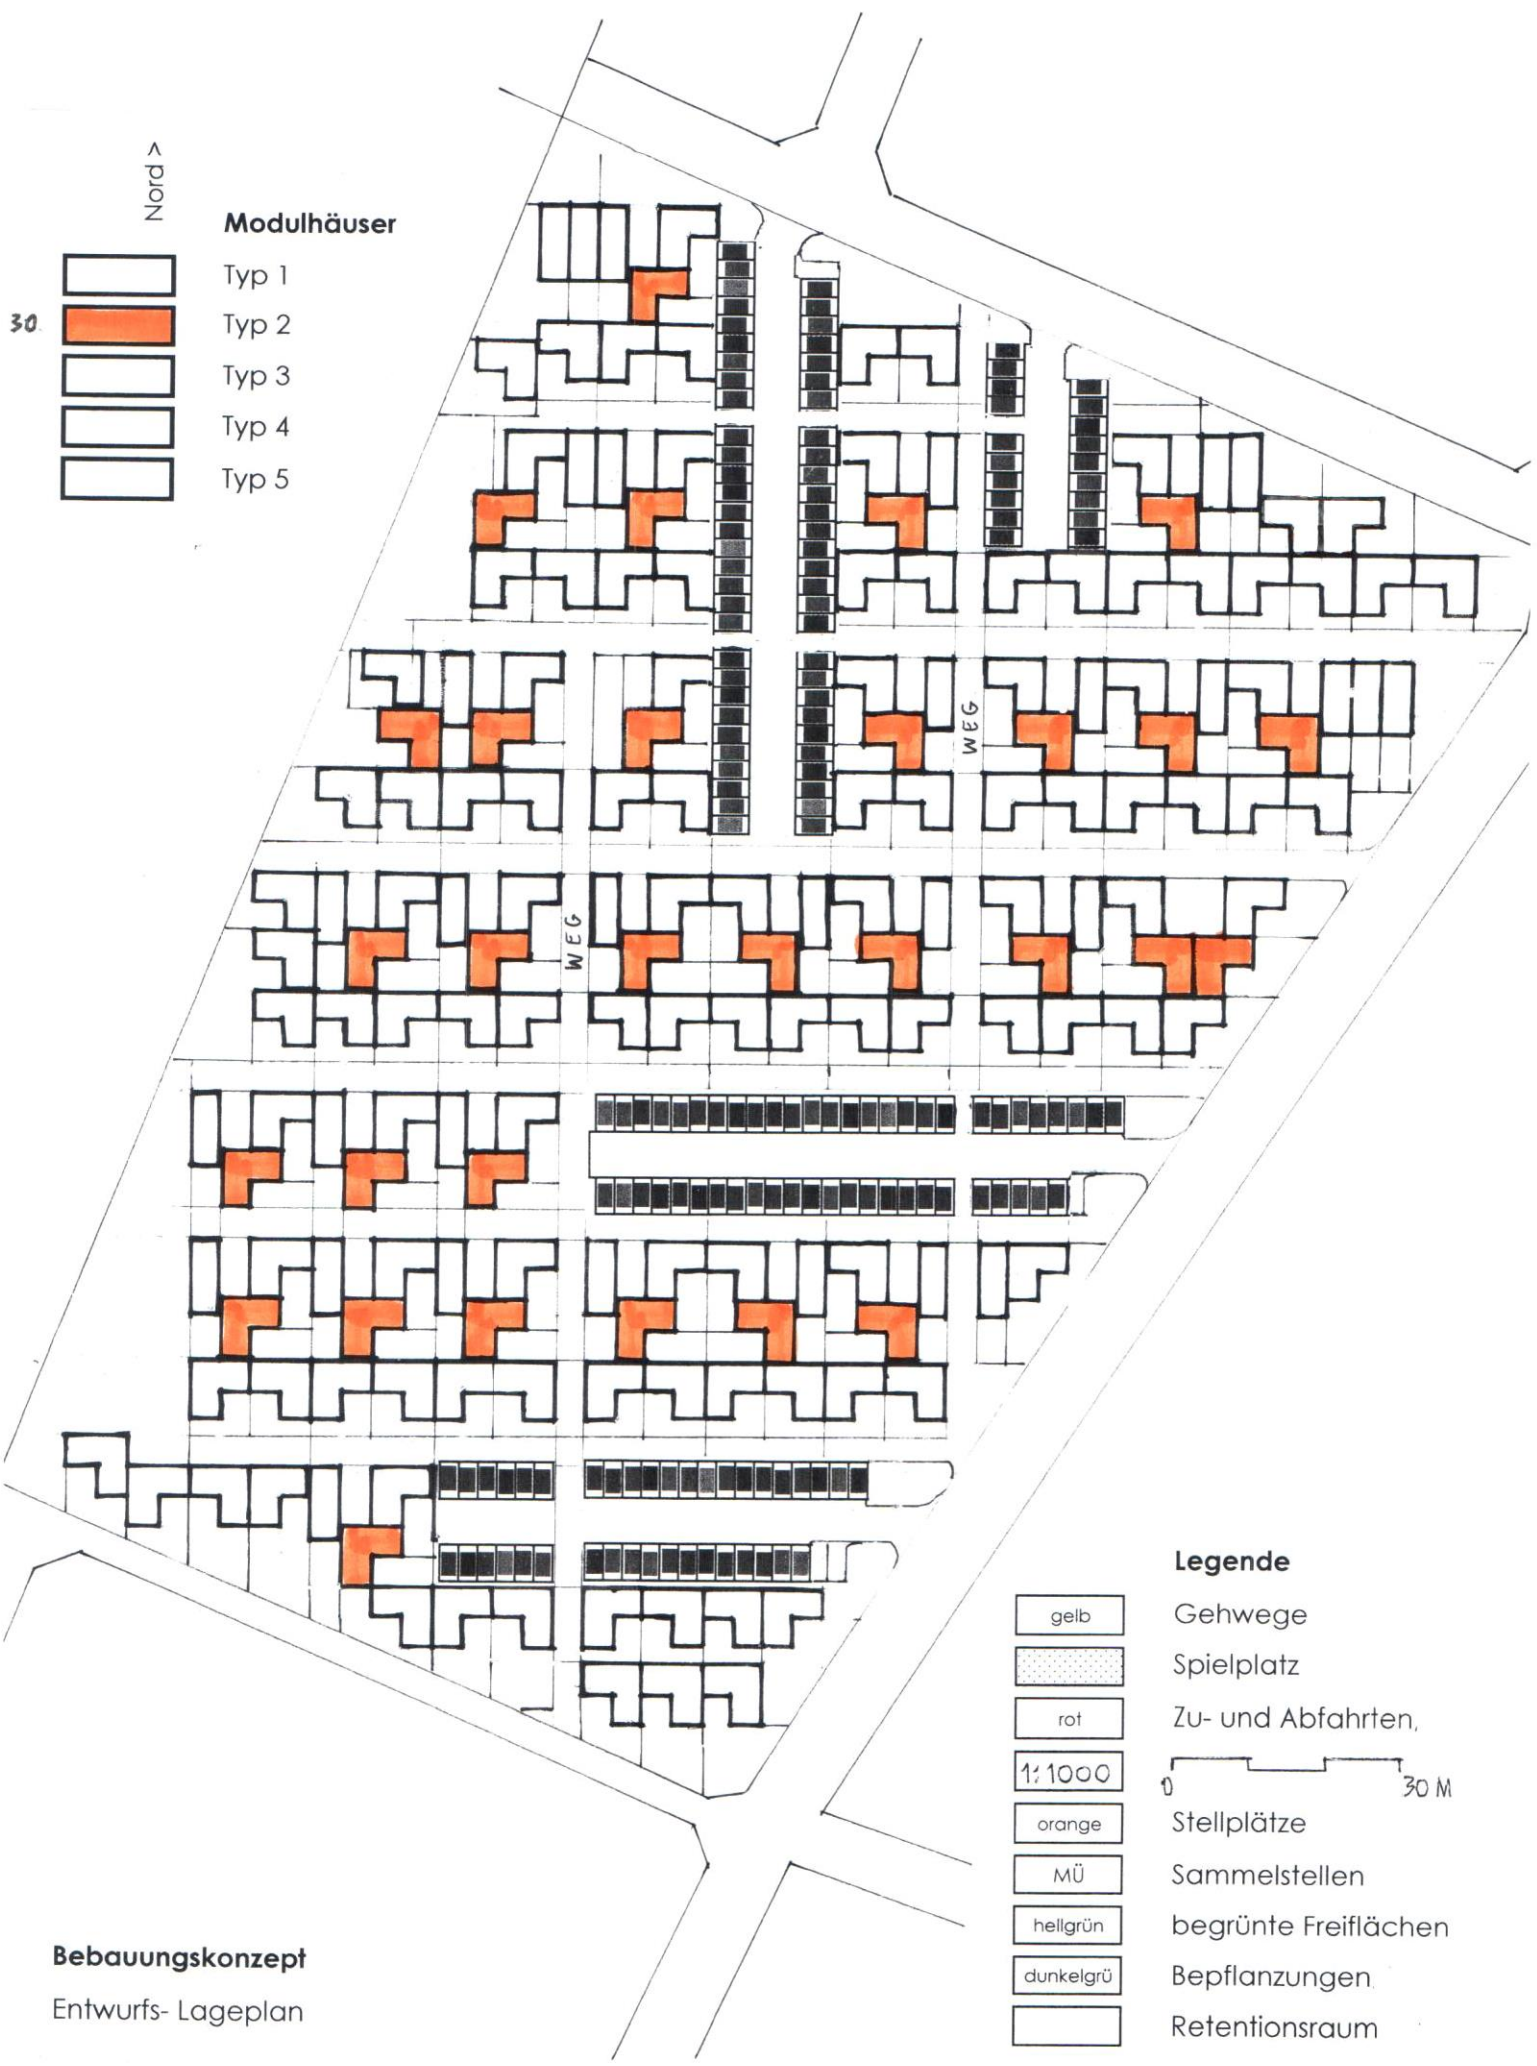 Nord >
Modulhäuser
Typ 1
30 Typ 2
Typ 3
Typ 4
Typ 5
WEG
WEG
Legende
gelb Gehwege
Spielplatz
rot Zu- und Abfahrten,
1:1000 0 30 M
orange Stellplätze
MÜ Sammelstellen
hellgrün begrünte Freiflächen
dunkelgrü Bepflanzungen
Retentionsraum
Bebauungskonzept
Entwurfs- Lageplan